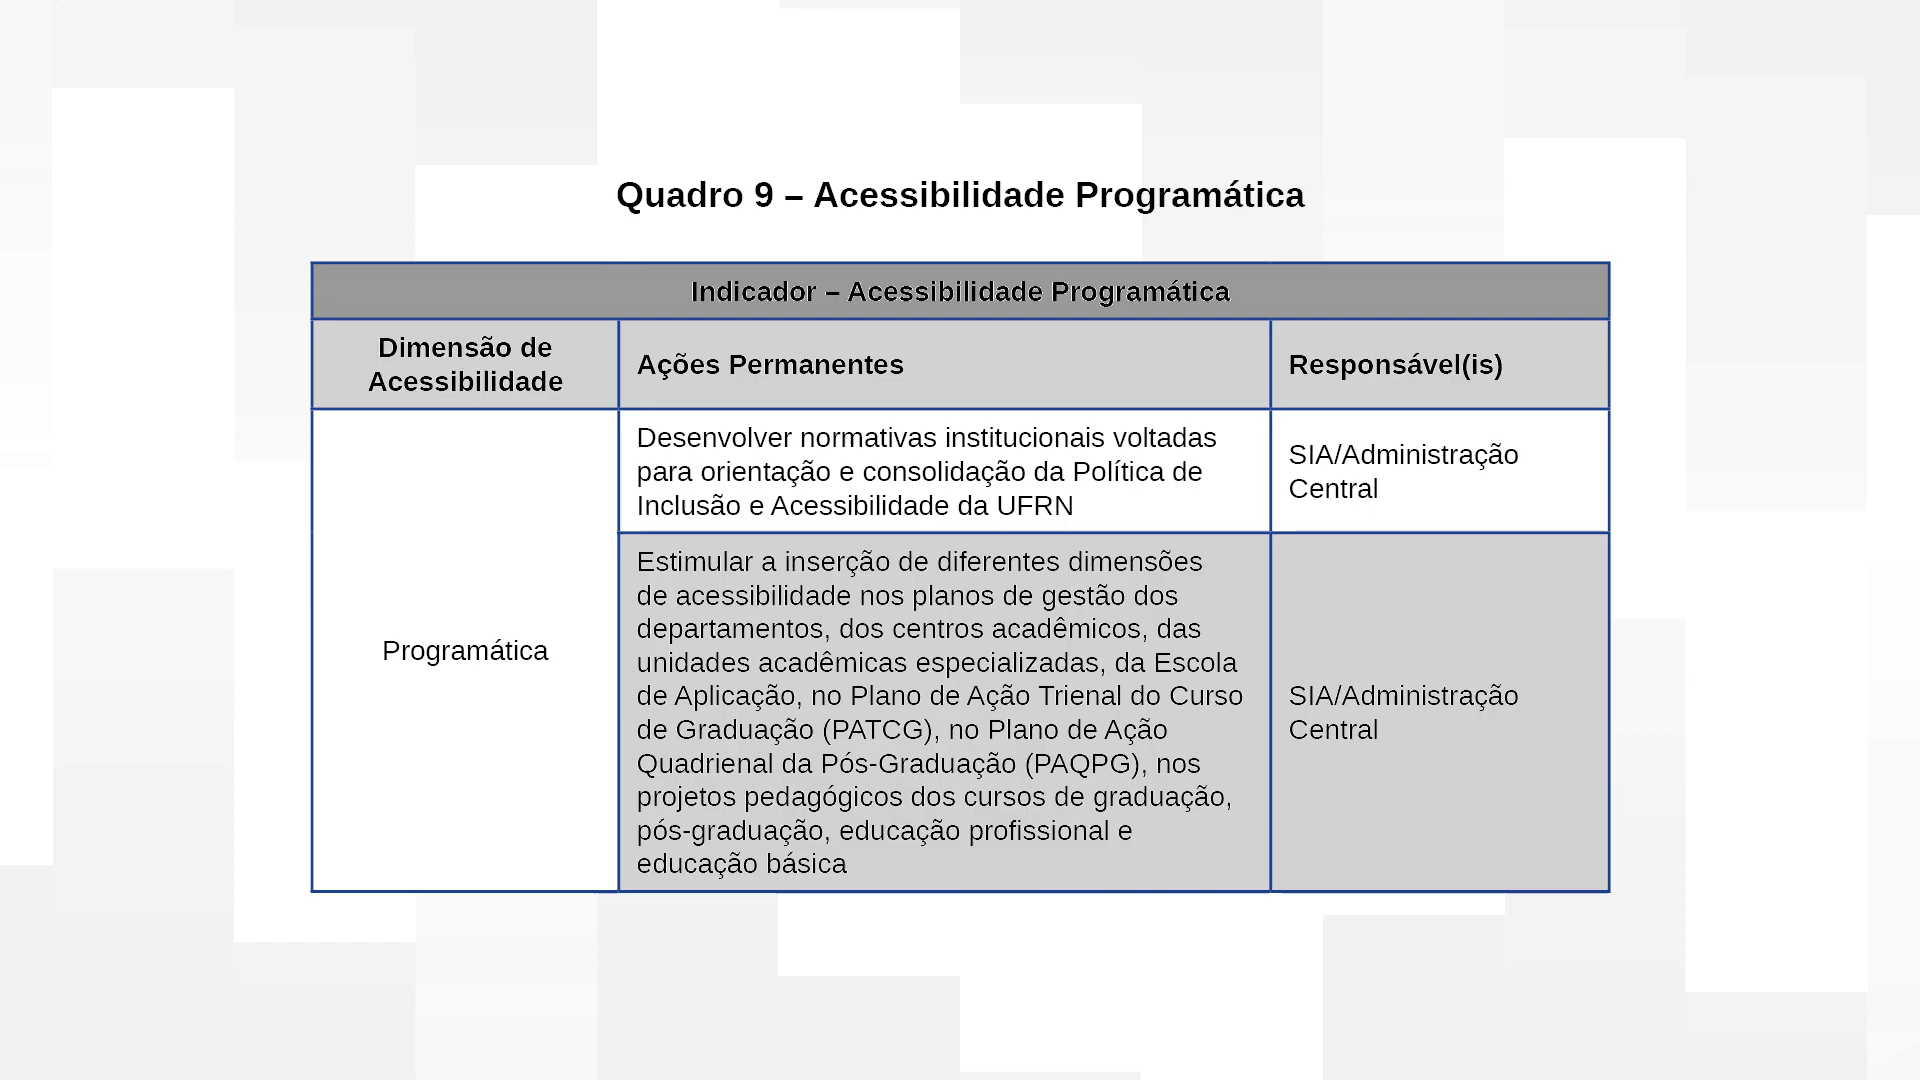 Quadro 9 – Acessibilidade Programática
Indicador – Acessibilidade Programática
Dimensão de
Acessibilidade
Ações Permanentes
Responsável(is)
Programática
Desenvolver normativas institucionais voltadas
para orientação e consolidação da Política de
Inclusão e Acessibilidade da UFRN
SIA/Administração
Central
Estimular a inserção de diferentes dimensões
de acessibilidade nos planos de gestão dos
departamentos, dos centros acadêmicos, das
unidades acadêmicas especializadas, da Escola
de Aplicação, no Plano de Ação Trienal do Curso
de Graduação (PATCG), no Plano de Ação
Quadrienal da Pós-Graduação (PAQPG), nos
projetos pedagógicos dos cursos de graduação,
pós-graduação, educação profissional e
educação básica
SIA/Administração
Central